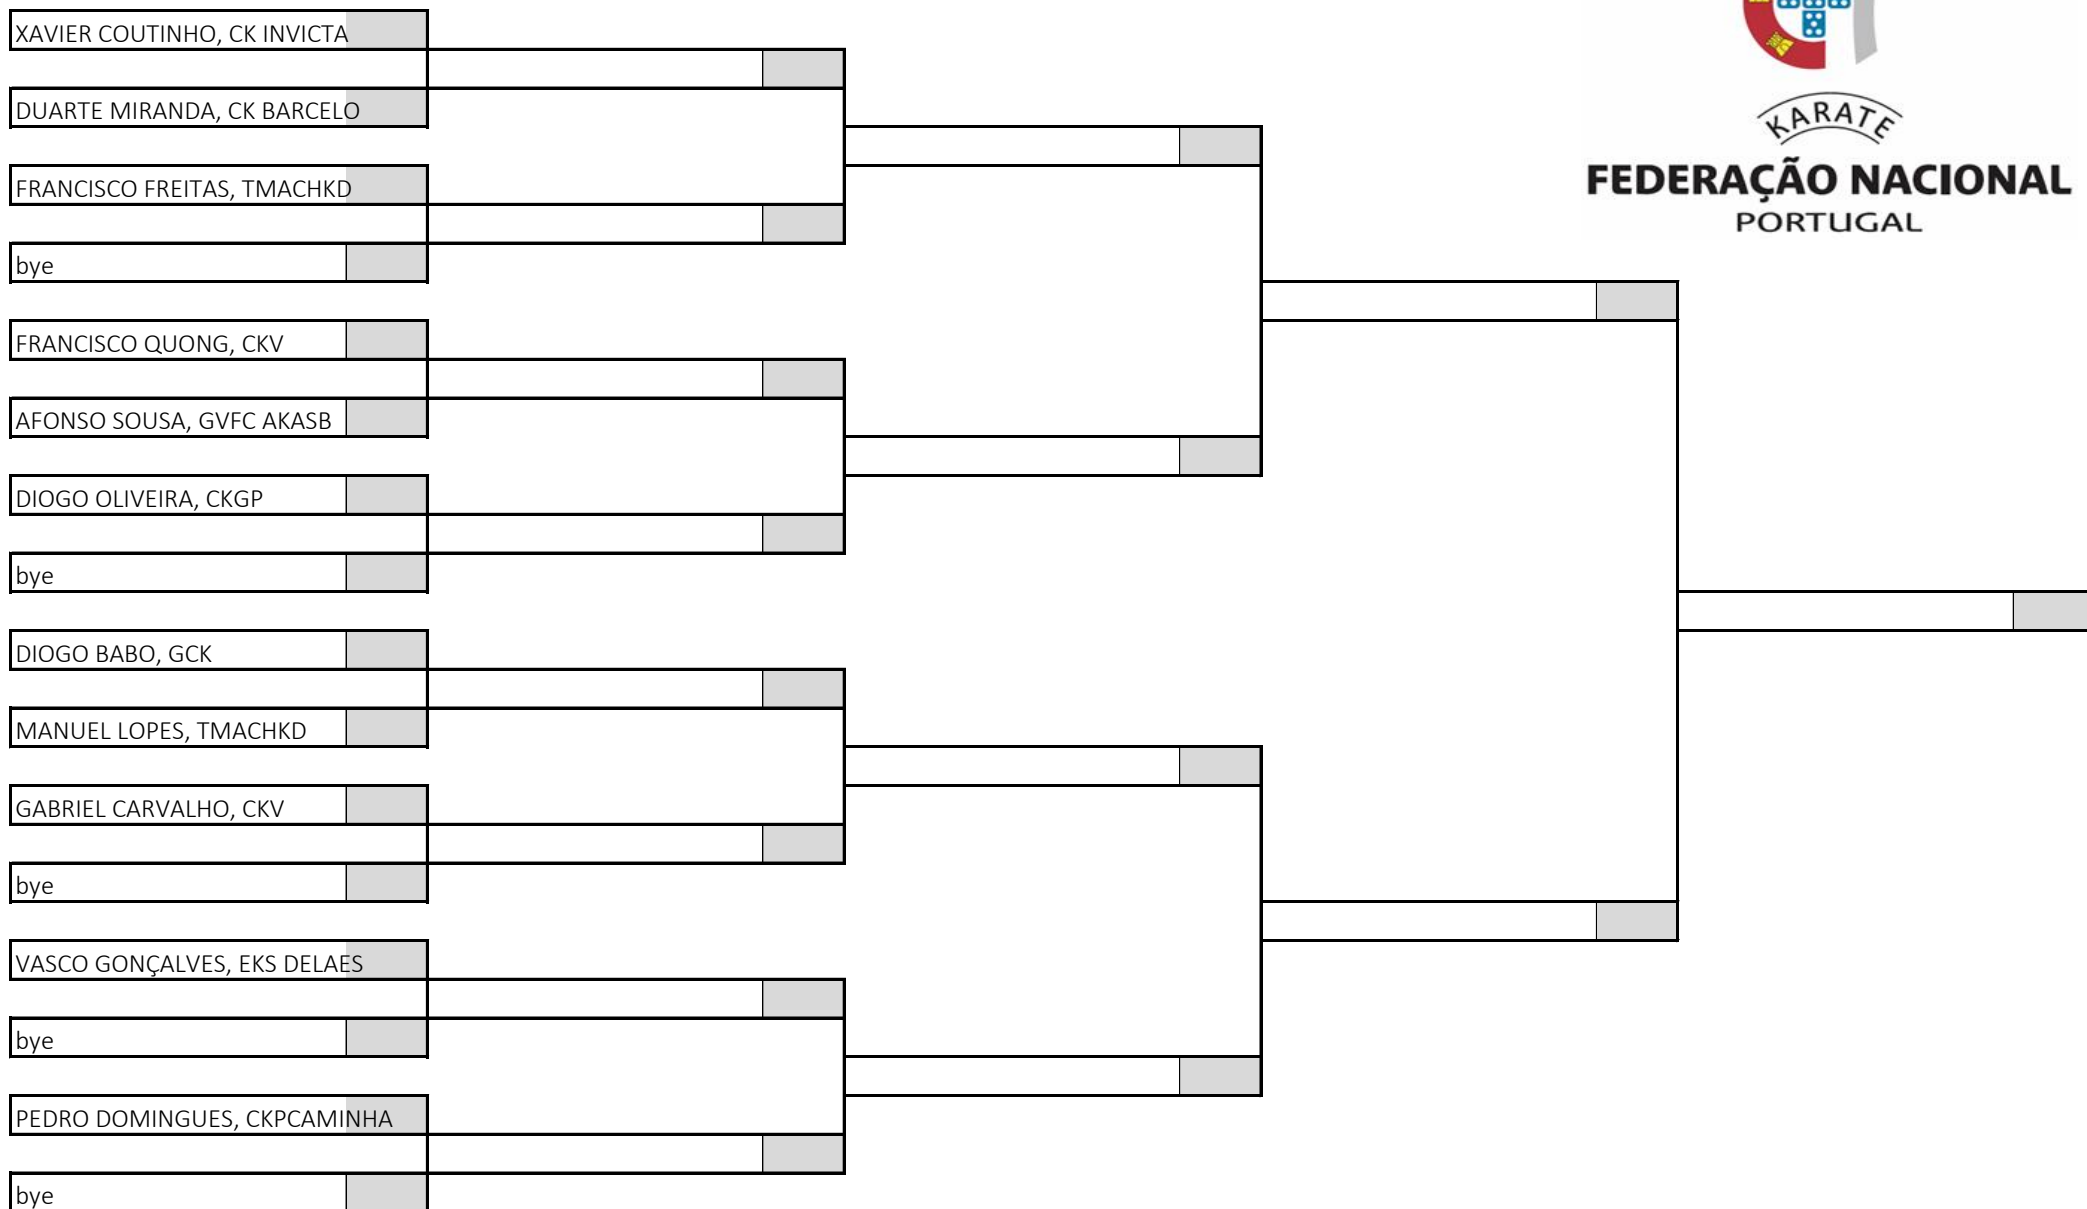 XAVIER COUTINHO, CK INVICTA
DUARTE MIRANDA, CK BARCELO
FRANCISCO FREITAS, TMACHKD
bye
FRANCISCO QUONG, CKV
AFONSO SOUSA, GVFC AKASB
DIOGO OLIVEIRA, CKGP
bye
DIOGO BABO, GCK
MANUEL LOPES, TMACHKD
GABRIEL CARVALHO, CKV
bye
VASCO GONÇALVES, EKS DELAES
bye
PEDRO DOMINGUES, CKPCAMINHA
bye
KARATE
FEDERAÇÃO NACIONAL
PORTUGAL